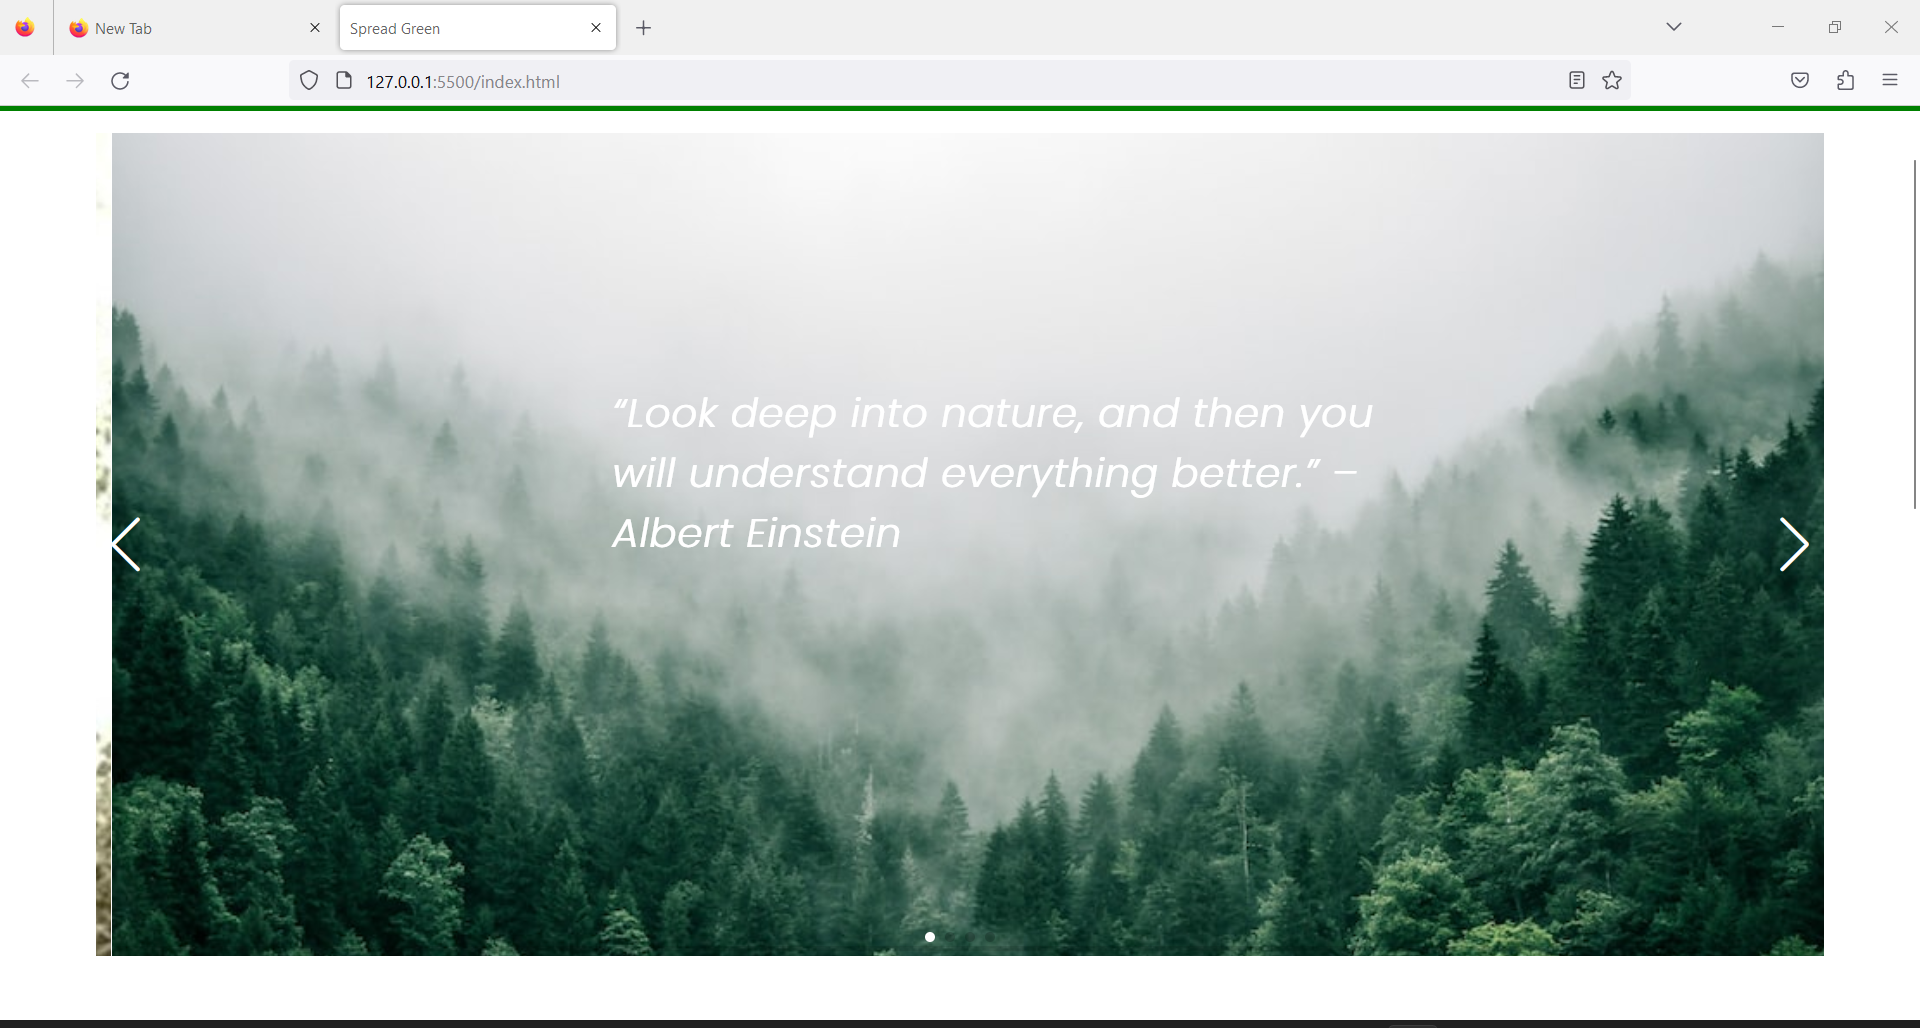 New Tab
Spread Green
127.0.0.1:5500/index.html
“Look deep into nature, and then you
will understand everything better.” –
Albert Einstein